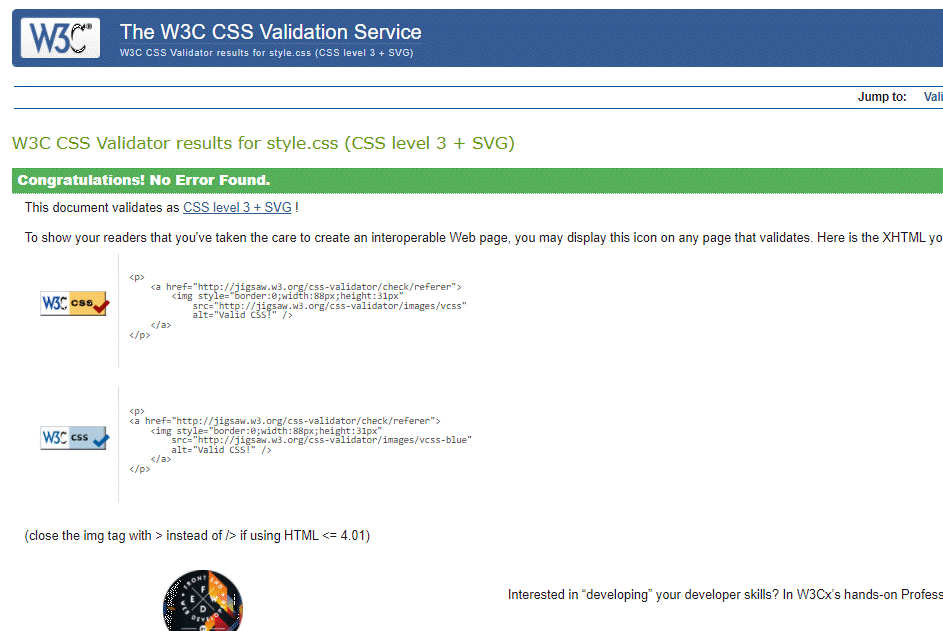 W3C®
The W3C CSS Validation Service
W3C CSS Validator results for style.css (CSS level 3 + SVG)
Jump to: Vali
W3C CSS Validator results for style.css (CSS level 3 + SVG)
Congratulations! No Error Found.
This document validates as CSS level 3 + SVG !
To show your readers that you've taken the care to create an interoperable Web page, you may display this icon on any page that validates. Here is the XHTML yo
W3C css
<p>
<a href="http://jigsaw.w3.org/css-validator/check/referer">
<img style="border:0;width:88px;height:31px"
src="http://jigsaw.w3.org/css-validator/images/vcss"
alt="Valid CSS!" />
</a>
</p>
W3C css
<p>
<a href="http://jigsaw.w3.org/css-validator/check/referer">
<img style="border:0;width:88px;height:31px"
src="http://jigsaw.w3.org/css-validator/images/vcss-blue"
alt="Valid CSS!" />
</a>
</p>
(close the img tag with > instead of /> if using HTML <= 4.01)
FRONT END
F
E W
D
Interested in “developing” your developer skills? In W3Cx's hands-on Profess